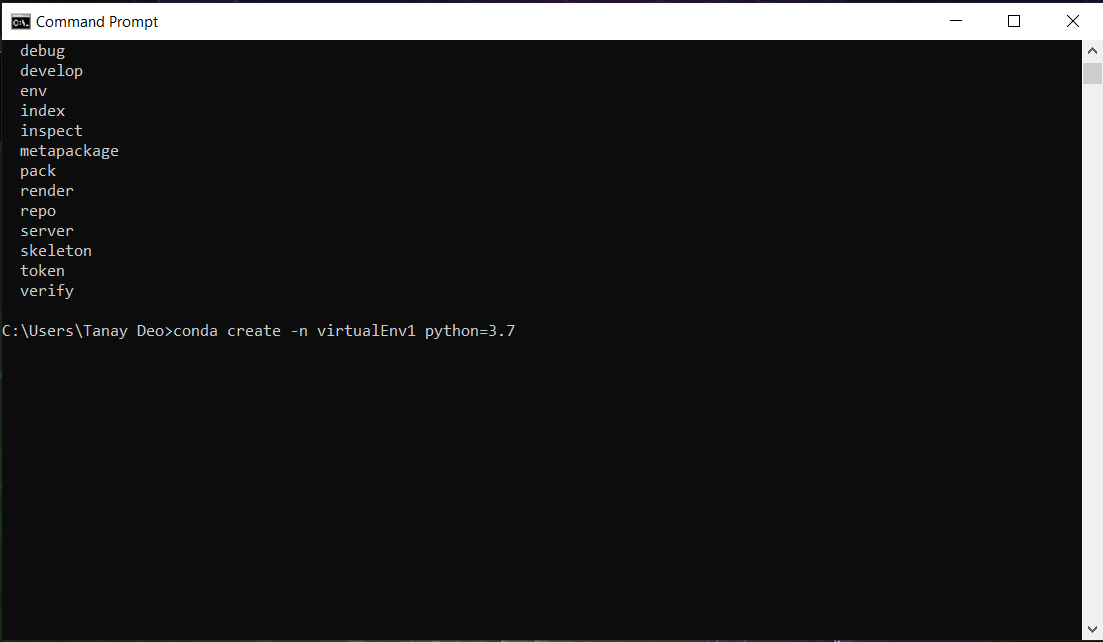 Command Prompt
debug
develop
env
index
inspect
metapackage
pack
render
repo
server
skeleton
token
verify
C:\Users\Tanay Deo>conda create -n virtualEnv1 python=3.7